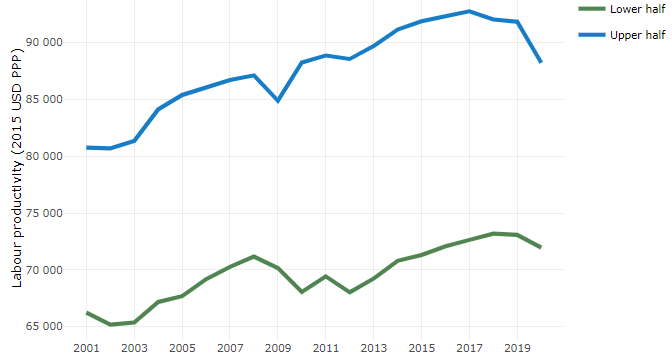 Lower half
Upper half
Labour productivity (2015 USD PPP)
90 000
85 000
80 000
75 000
70 000
65 000
2001 2003 2005 2007 2009 2011 2013 2015 2017 2019